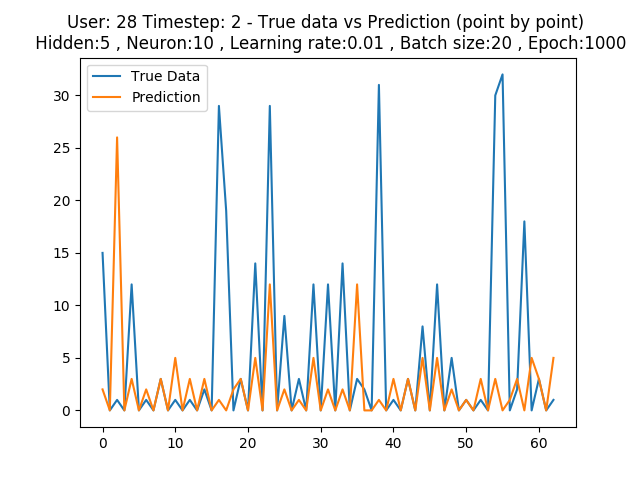 User: 28 Timestep: 2 - True data vs Prediction (point by point)
Hidden:5 , Neuron:10 , Learning rate:0.01 , Batch size:20 , Epoch:1000
True Data
Prediction
30
25
20
15
10
5
0
0 10 20 30 40 50 60